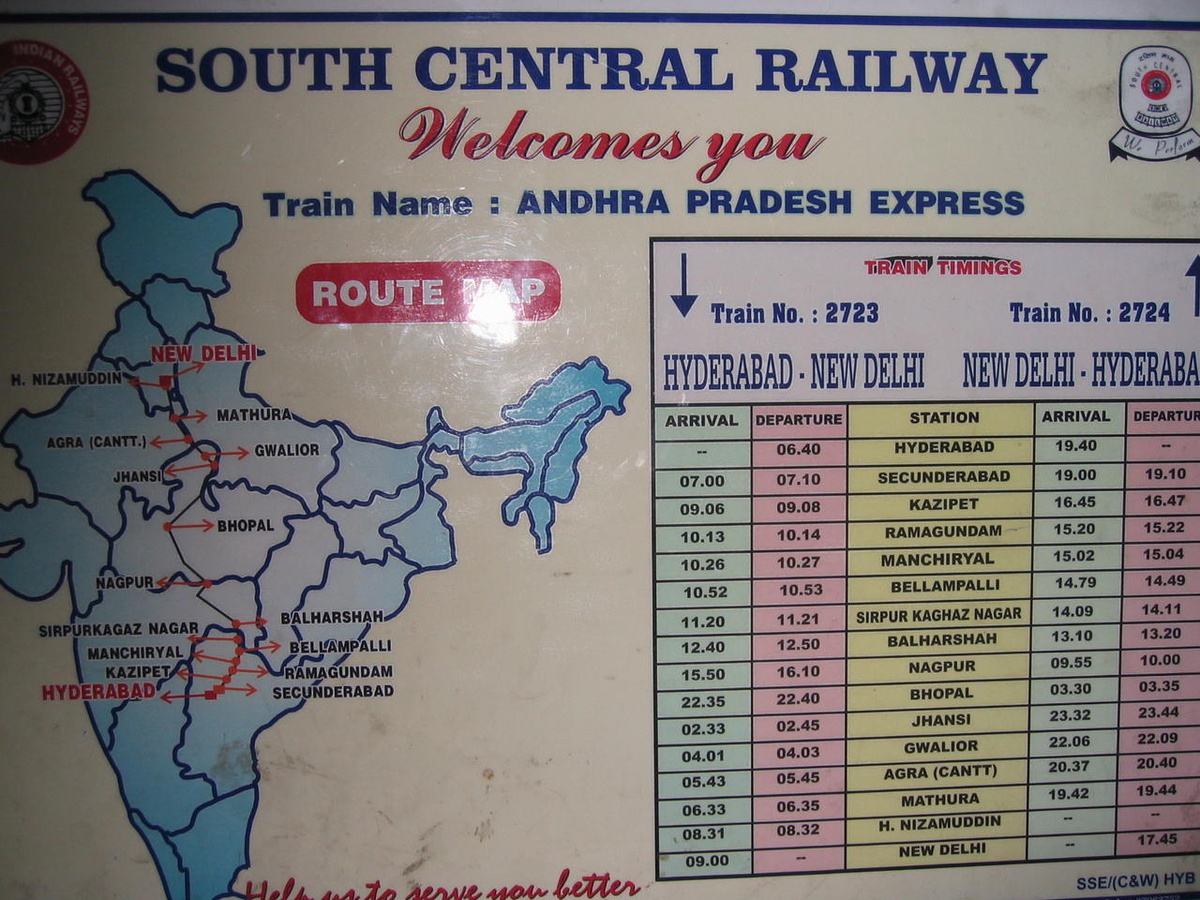 SOUTH CENTRAL RAILWAY
Welcomes you
Train Name : ANDHRA PRADESH EXPRESS
INDIAN RAILWAYS
SOUTH CENTRAL
We Perform
ROUTE MAP
NEW DELHI
H. NIZAMUDDIN
MATHURA
AGRA (CANTT.)
GWALIOR
JHANSI
BHOPAL
NAGPUR
BALHARSHAH
SIRPURKAGAZ NAGAR
BELLAMPALLI
MANCHIRYAL
KAZIPET
RAMAGUNDAM
HYDERABAD
SECUNDERABAD
TRAIN TIMINGS
Train No. : 2723 Train No. : 2724
HYDERABAD - NEW DELHI NEW DELHI - HYDERABA
ARRIVAL DEPARTURE STATION ARRIVAL DEPARTUR
-- 06.40 HYDERABAD 19.40 --
07.00 07.10 SECUNDERABAD 19.00 19.10
09.06 09.08 KAZIPET 16.45 16.47
10.13 10.14 RAMAGUNDAM 15.20 15.22
10.26 10.27 MANCHIRYAL 15.02 15.04
10.52 10.53 BELLAMPALLI 14.79 14.49
11.20 11.21 SIRPUR KAGHAZ NAGAR 14.09 14.11
12.40 12.50 BALHARSHAH 13.10 13.20
15.50 16.10 NAGPUR 09.55 10.00
22.35 22.40 BHOPAL 03.30 03.35
02.33 02.45 JHANSI 23.32 23.44
04.01 04.03 GWALIOR 22.06 22.09
05.43 05.45 AGRA (CANTT) 20.37 20.40
06.33 06.35 MATHURA 19.42 19.44
08.31 08.32 H. NIZAMUDDIN -- --
09.00 -- NEW DELHI -- 17.45
Help us to serve you better
SSE/(C&W) HYB